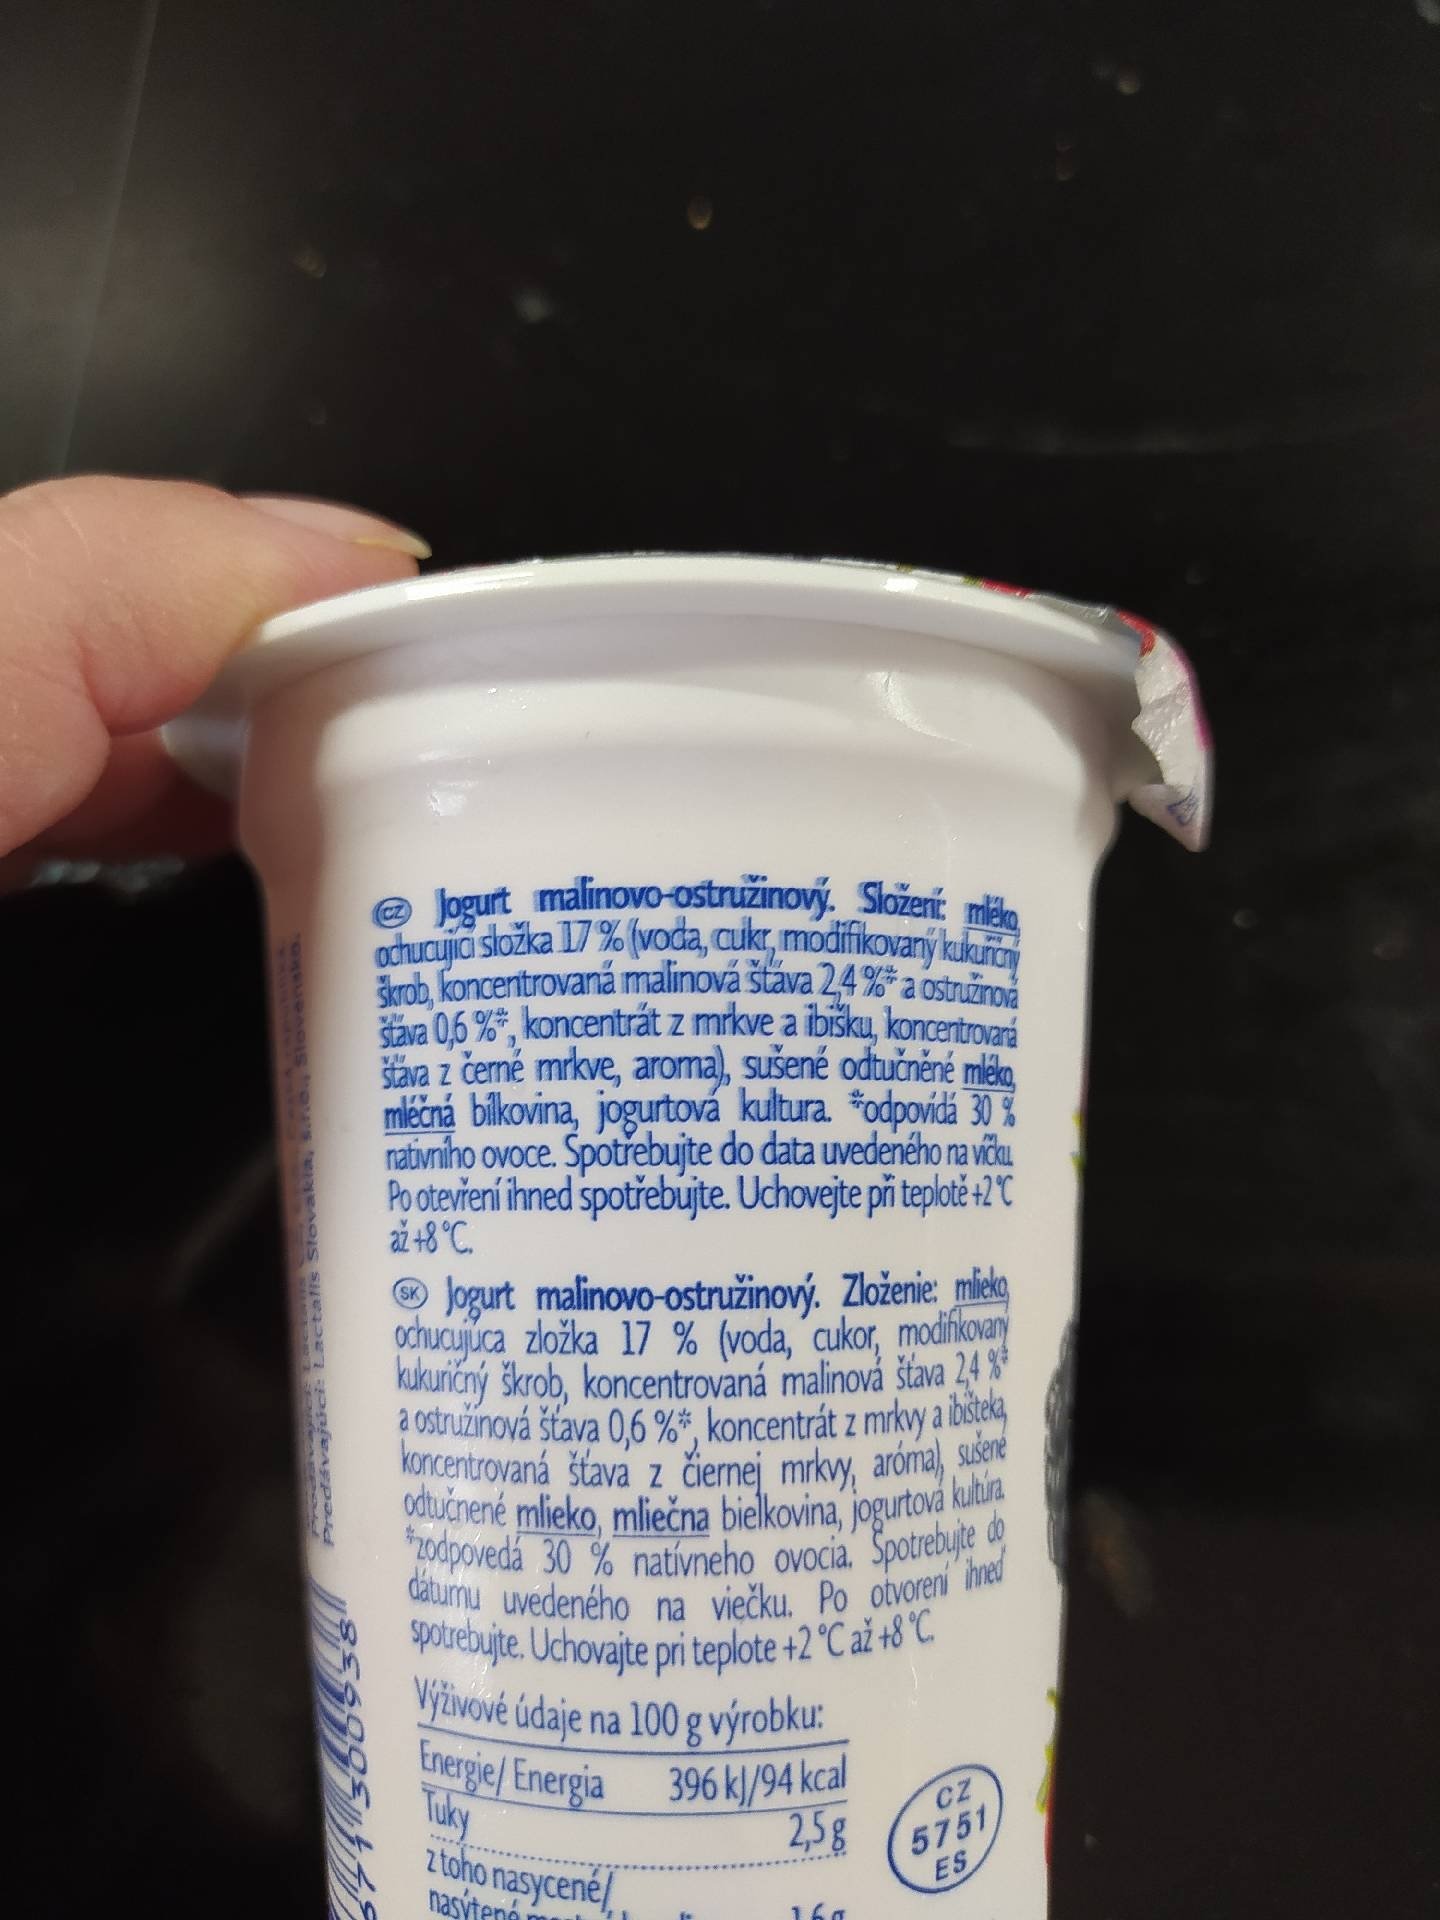 CZ Jogurt malinovo-ostružinový. Složení: mléko,
ochucující složka 17 % (voda, cukr, modifikovaný kukuřičný
škrob, koncentrovaná malinová šťáva 2,4 %* a ostružinová
šťáva 0,6 %*, koncentrát z mrkve a ibišku, koncentrovaná
šťáva z černé mrkve, aroma), sušené odtučněné mléko,
mléčná bílkovina, jogurtová kultura. *odpovídá 30 %
nativního ovoce. Spotřebujte do data uvedeného na víčku.
Po otevření ihned spotřebujte. Uchovejte při teplotě +2 °C
až +8 °C.
SK Jogurt malinovo-ostružinový. Zloženie: mlieko,
ochucujúca zložka 17 % (voda, cukor, modifikovaný
kukuričný škrob, koncentrovaná malinová šťava 2,4 %*
a ostružinová šťava 0,6 %*, koncentrát z mrkvy a ibišteka,
koncentrovaná šťava z čiernej mrkvy, aróma), sušené
odtučnené mlieko, mliečna bielkovina, jogurtová kultúra.
*zodpovedá 30 % natívneho ovocia. Spotrebujte do
dátumu uvedeného na viečku. Po otvorení ihneď
spotrebujte. Uchovajte pri teplote +2 °C až +8 °C.
Výživové údaje na 100 g výrobku:
Energie/ Energia 396 kJ/94 kcal
Tuky 2,5 g
z toho nasycené/
nasýtené 1,6 g
CZ
5751
ES
Predávajúci: Lactalis Slovakia, s.r.o., Slovensko.
671300938